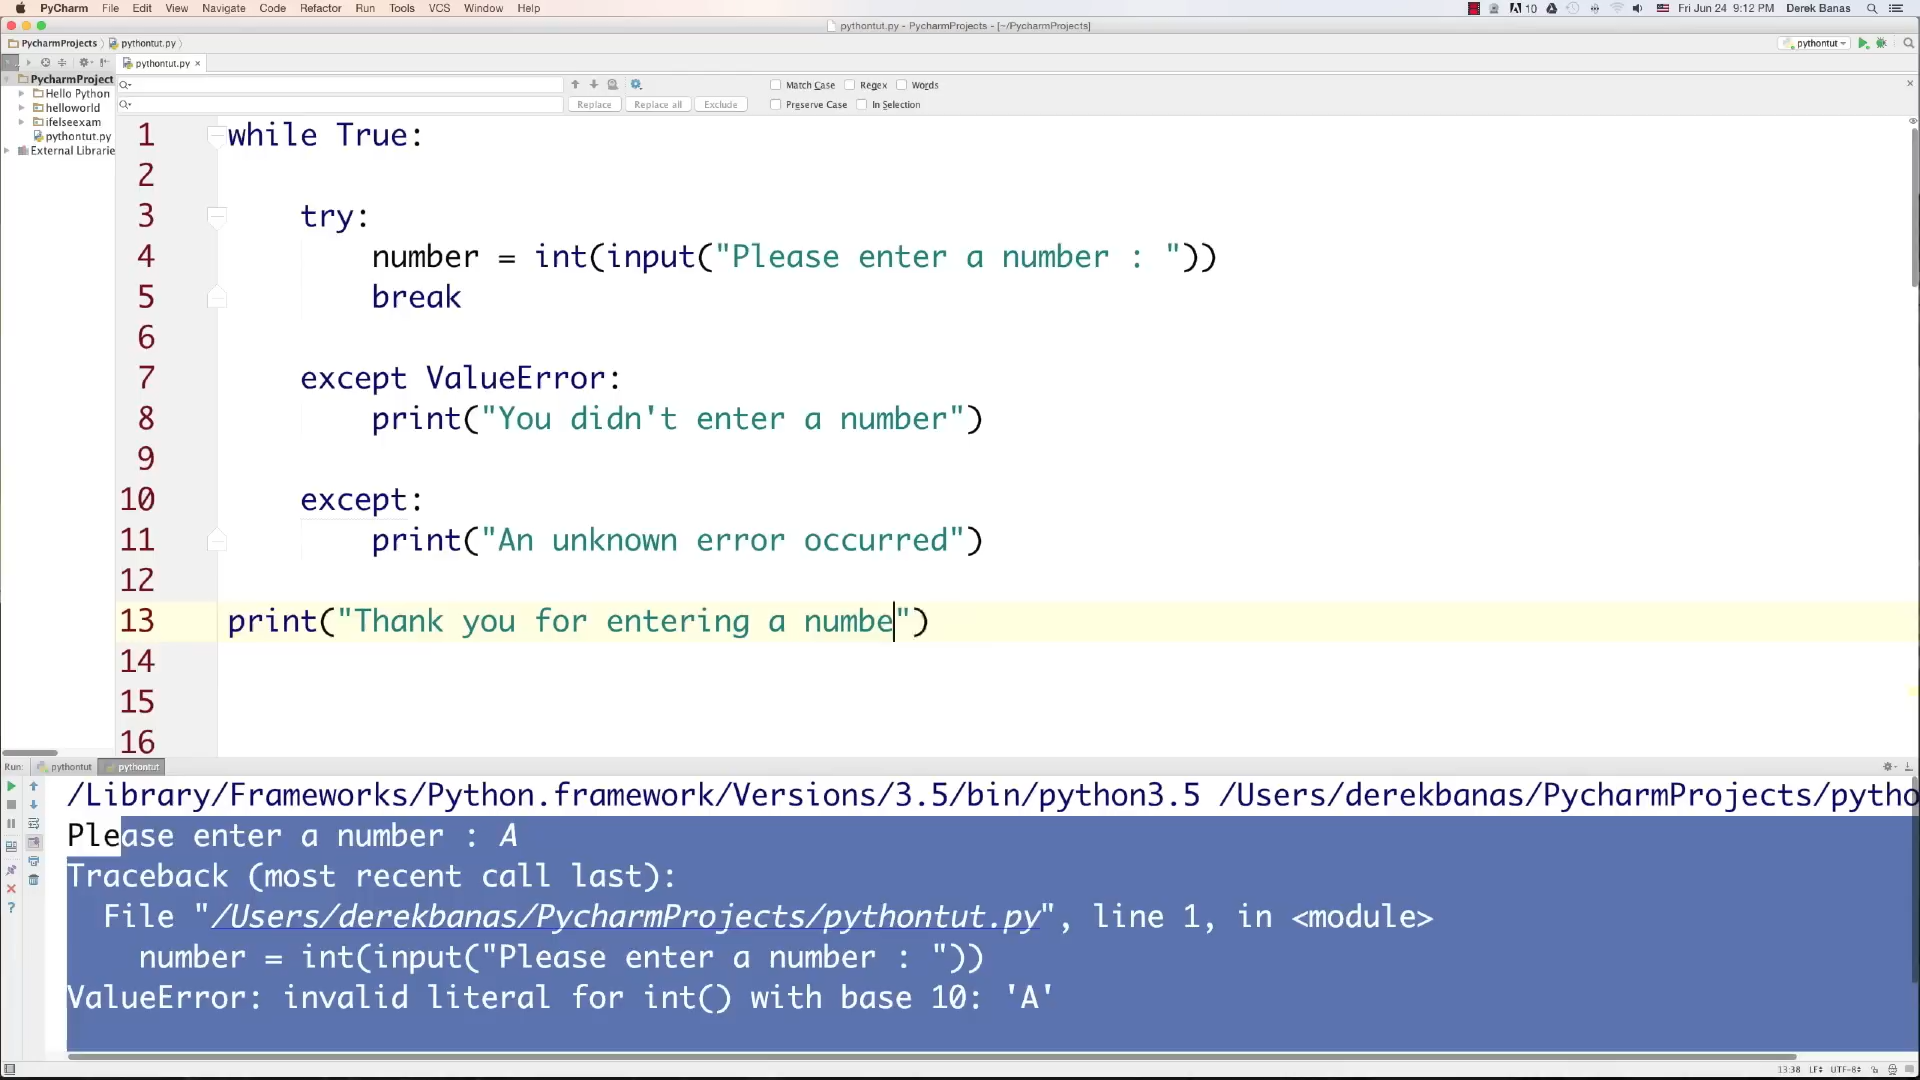 PyCharm File Edit View Navigate Code Refactor Run Tools VCS Window Help 10 Fri Jun 24 9:12 PM Derek Banas
pythontut.py - PycharmProjects - [~/PycharmProjects]
PycharmProjects pythontut.py pythontut
pythontut.py
PycharmProject
Hello Python
helloworld
ifelseexam
pythontut.py
External Librarie
Match Case Regex Words
Replace Replace all Exclude Preserve Case In Selection
1 while True:
2
3 try:
4 number = int(input("Please enter a number : "))
5 break
6
7 except ValueError:
8 print("You didn't enter a number")
9
10 except:
11 print("An unknown error occurred")
12
13 print("Thank you for entering a numbe")
14
15
16
Run: pythontut pythontut
/Library/Frameworks/Python.framework/Versions/3.5/bin/python3.5 /Users/derekbanas/PycharmProjects/pytho
Please enter a number : A
Traceback (most recent call last):
File "/Users/derekbanas/PycharmProjects/pythontut.py", line 1, in <module>
number = int(input("Please enter a number : "))
ValueError: invalid literal for int() with base 10: 'A'
13:38 LF UTF-8